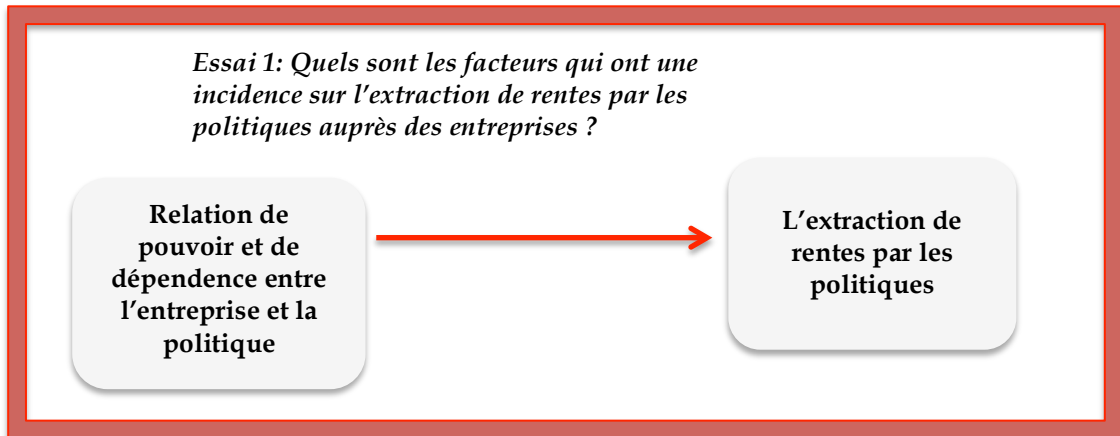 Essai 1: Quels sont les facteurs qui ont une
incidence sur l’extraction de rentes par les
politiques auprès des entreprises ?
Relation de
pouvoir et de
dépendence entre
l’entreprise et la
politique
L’extraction de
rentes par les
politiques